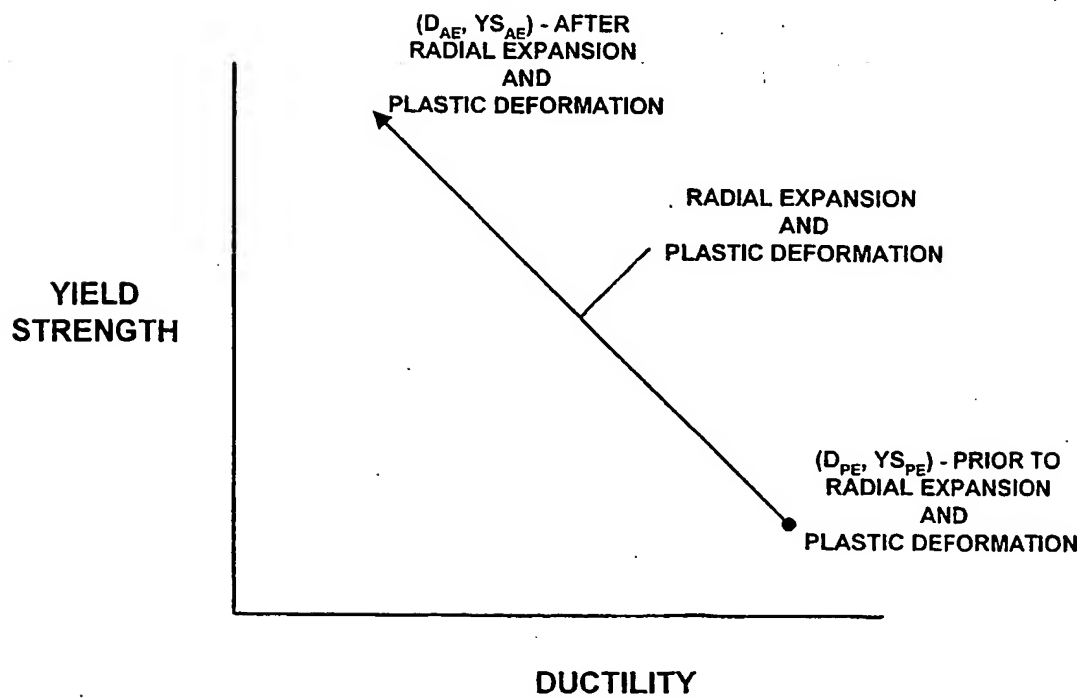 (D_AE, YS_AE) - AFTER
RADIAL EXPANSION
AND
PLASTIC DEFORMATION
RADIAL EXPANSION
AND
PLASTIC DEFORMATION
YIELD
STRENGTH
(D_PE, YS_PE) - PRIOR TO
RADIAL EXPANSION
AND
PLASTIC DEFORMATION
DUCTILITY